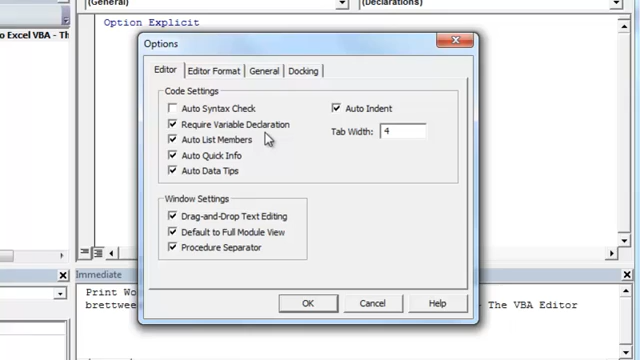 (General)
(Declarations)
Option Explicit
o Excel VBA - The
Options
Editor
Editor Format
General
Docking
Code Settings
Auto Syntax Check
Require Variable Declaration
Auto List Members
Auto Quick Info
Auto Data Tips
Auto Indent
Tab Width: 4
Window Settings
Drag-and-Drop Text Editing
Default to Full Module View
Procedure Separator
OK
Cancel
Help
Immediate
Print Wo
brettwee
- The VBA Editor